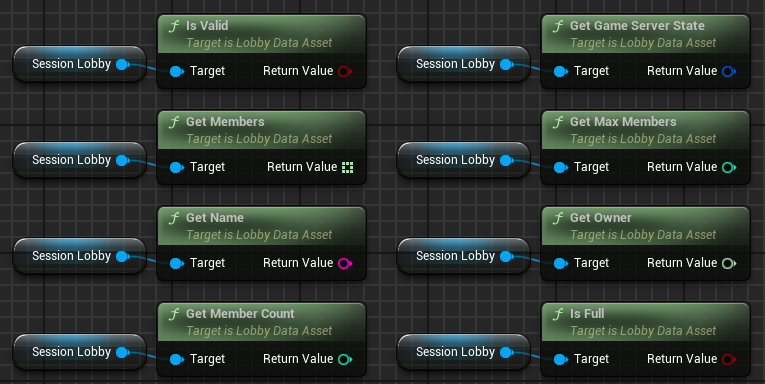 Is Valid
Target is Lobby Data Asset
Session Lobby
Target
Return Value
Get Game Server State
Target is Lobby Data Asset
Session Lobby
Target
Return Value
Get Members
Target is Lobby Data Asset
Session Lobby
Target
Return Value
Get Max Members
Target is Lobby Data Asset
Session Lobby
Target
Return Value
Get Name
Target is Lobby Data Asset
Session Lobby
Target
Return Value
Get Owner
Target is Lobby Data Asset
Session Lobby
Target
Return Value
Get Member Count
Target is Lobby Data Asset
Session Lobby
Target
Return Value
Is Full
Target is Lobby Data Asset
Session Lobby
Target
Return Value